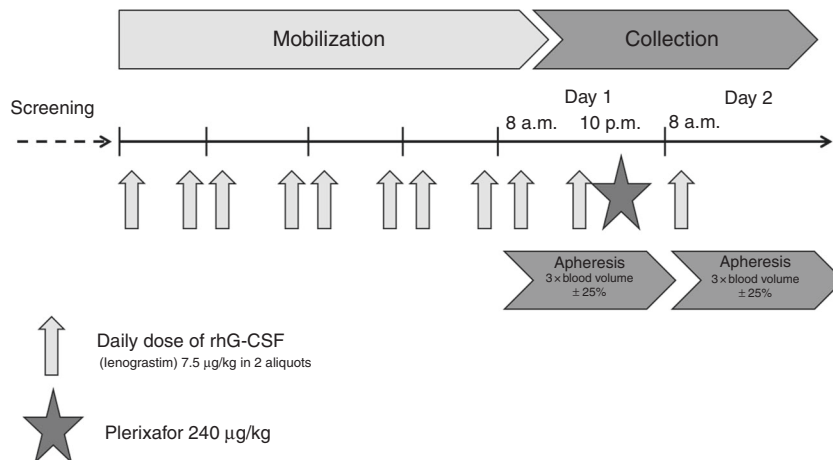 Mobilization
Collection
Screening
Day 1
Day 2
8 a.m.
10 p.m.
8 a.m.
Apheresis
3×blood volume
±25%
Apheresis
3×blood volume
±25%
Daily dose of rhG-CSF
(lenograstim) 7.5 µg/kg in 2 aliquots
Plerixafor 240 µg/kg